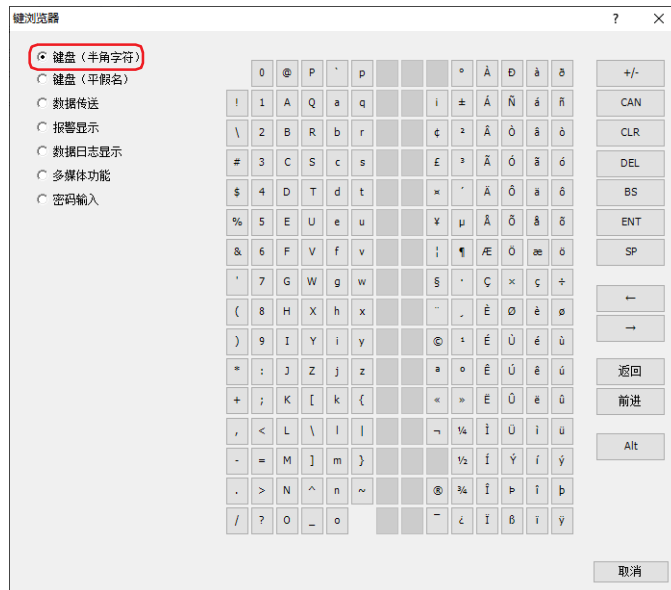 键浏览器 ? ×
键盘（半角字符）
键盘（平假名）
数据传送
报警显示
数据日志显示
多媒体功能
密码输入
0 @ P ` p ° À Ð à ð +/-
! 1 A Q a q ¡ ± Á Ñ á ñ CAN
\ 2 B R b r ¢ ² Â Ò â ò CLR
# 3 C S c s £ ³ Ã Ó ã ó DEL
$ 4 D T d t ¤ ´ Ä Ô ä ô BS
% 5 E U e u ¥ µ Å Õ å õ ENT
& 6 F V f v ¦ ¶ Æ Ö æ ö SP
' 7 G W g w § · Ç × ç ÷
( 8 H X h x ¨ ¸ È Ø è ø ←
) 9 I Y i y © ¹ É Ù é ù →
* : J Z j z ª º Ê Ú ê ú 返回
+ ; K [ k { « » Ë Û ë û 前进
, < L \ l | ¬ ¼ Ì Ü ì ü Alt
- = M ] m } ½ Í Ý í ý
. > N ^ n ~ ® ¾ Î Þ î þ
/ ? O _ o ¯ ¿ Ï ß ï ÿ
取消